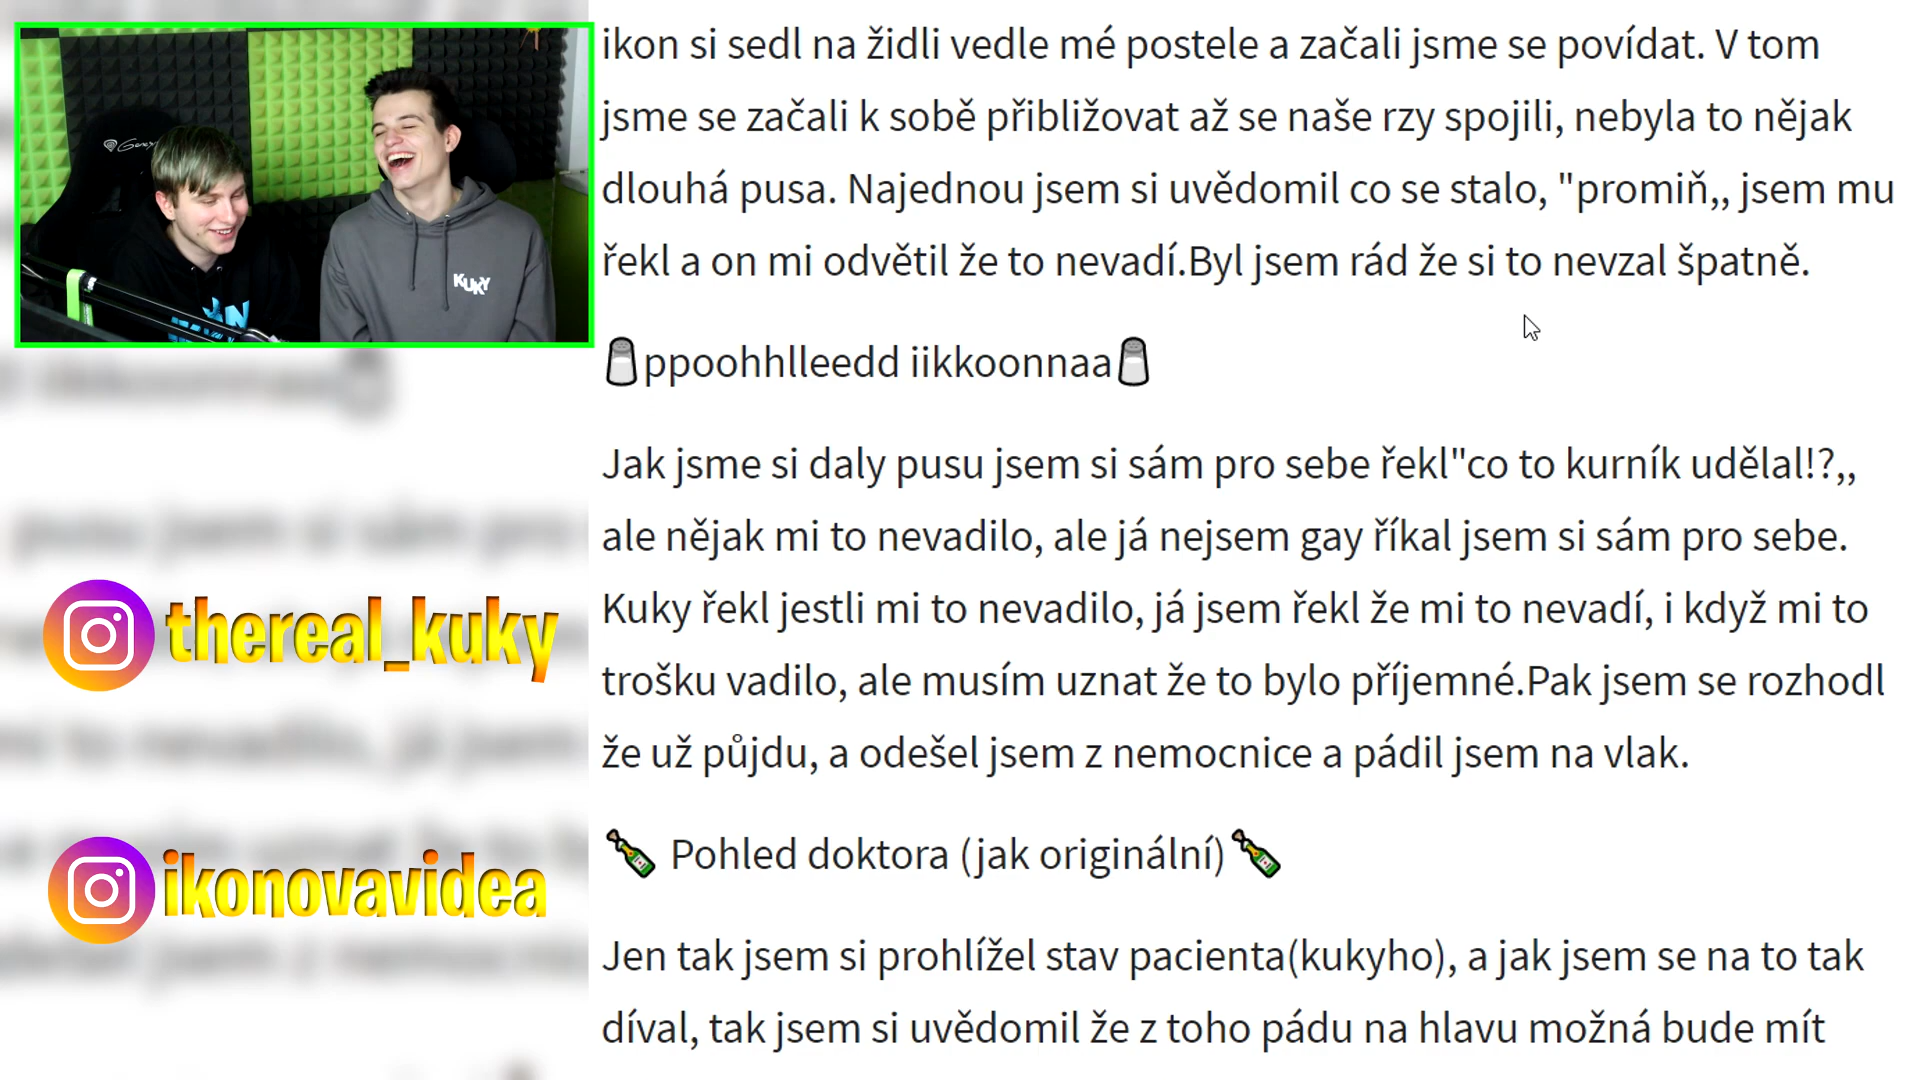 ikon si sedl na židli vedle mé postele a začali jsme se povídat. V tom
jsme se začali k sobě přibližovat až se naše rzy spojili, nebyla to nějak
dlouhá pusa. Najednou jsem si uvědomil co se stalo, "promiň,, jsem mu
řekl a on mi odvětil že to nevadí.Byl jsem rád že si to nevzal špatně.
ppoohhlleedd iikkoonnaa
Jak jsme si daly pusu jsem si sám pro sebe řekl"co to kurník udělal!?,,
ale nějak mi to nevadilo, ale já nejsem gay říkal jsem si sám pro sebe.
Kuky řekl jestli mi to nevadilo, já jsem řekl že mi to nevadí, i když mi to
trošku vadilo, ale musím uznat že to bylo příjemné.Pak jsem se rozhodl
že už půjdu, a odešel jsem z nemocnice a pádil jsem na vlak.
Pohled doktora (jak originální)
Jen tak jsem si prohlížel stav pacienta(kukyho), a jak jsem se na to tak
díval, tak jsem si uvědomil že z toho pádu na hlavu možná bude mít
KUKY
thereal_kuky
ikonovavidea